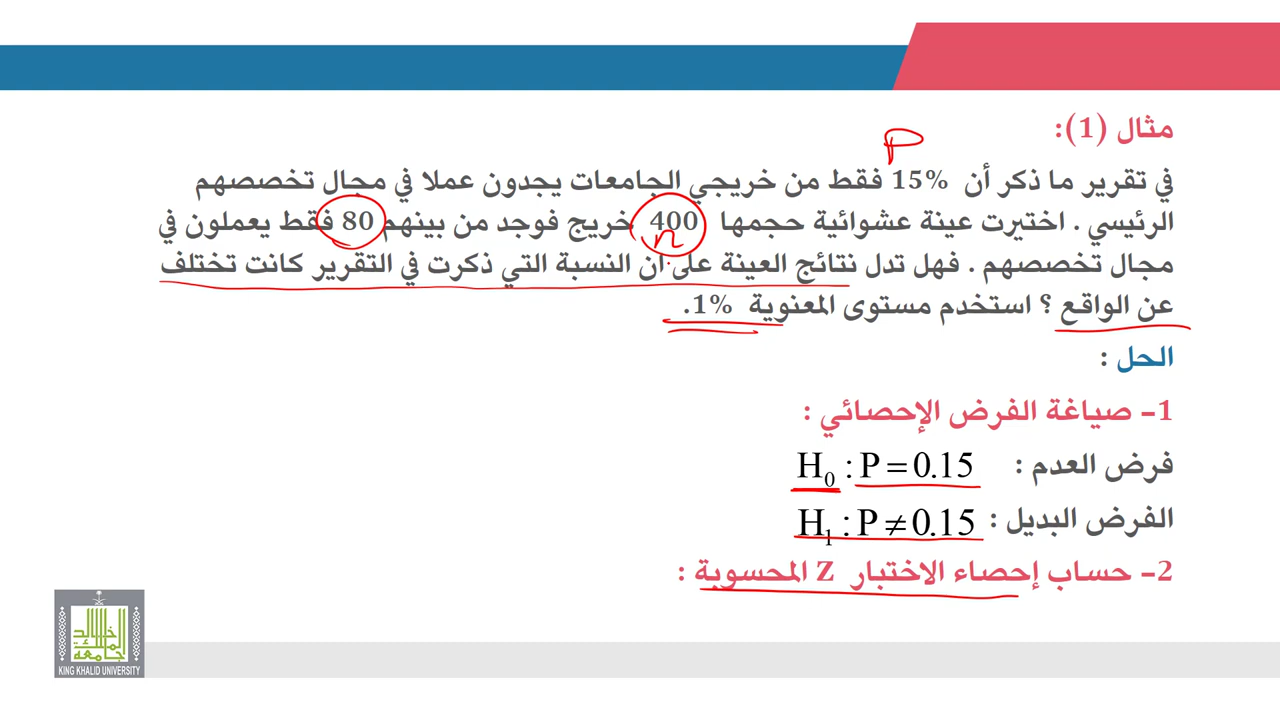 مثال (1):
P
في تقرير ما ذكر أن 15% فقط من خريجي الجامعات يجدون عملا في مجال تخصصهم
الرئيسي . اختيرت عينة عشوائية حجمها 400 خريج فوجد من بينهم 80 فقط يعملون في
n
مجال تخصصهم . فهل تدل نتائج العينة على أن النسبة التي ذكرت في التقرير كانت تختلف
عن الواقع ؟ استخدم مستوى المعنوية 1%.
الحل :
1- صياغة الفرض الإحصائي :
فرض العدم : H₀ : P = 0.15
الفرض البديل : H₁ : P ≠ 0.15
2- حساب إحصاء الاختبار Z المحسوبة :
جامعة الملك خالد
KING KHALID UNIVERSITY